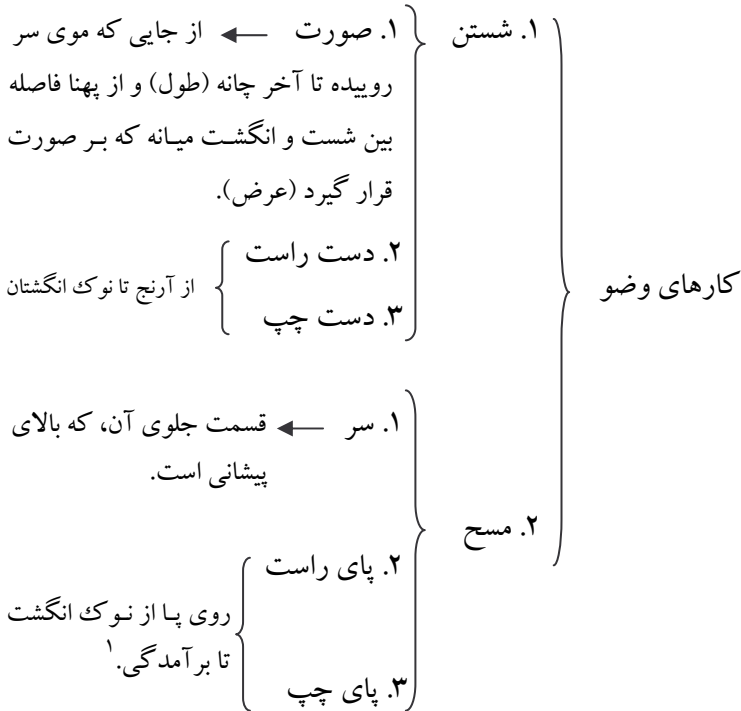 کارهای وضو
۱. شستن
۱. صورت ← از جایی که موی سر
روییده تا آخر چانه (طول) و از پهنا فاصله
بین شست و انگشت میانه که بر صورت
قرار گیرد (عرض).
۲. دست راست
۳. دست چپ
از آرنج تا نوک انگشتان
۲. مسح
۱. سر ← قسمت جلوی آن، که بالای
پیشانی است.
۲. پای راست
۳. پای چپ
روی پا از نوک انگشت
تا برآمدگی.۱